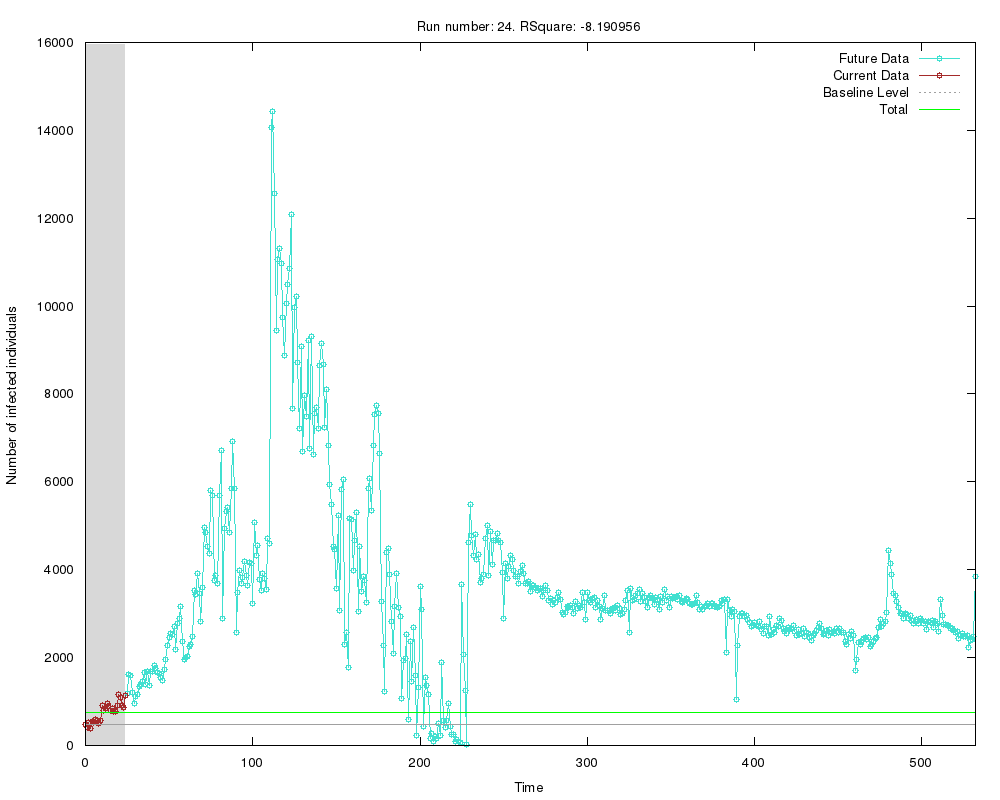 Run number: 24. RSquare: -8.190956
16000
14000
12000
10000
8000
6000
4000
2000
0
Number of infected individuals
Future Data
Current Data
Baseline Level
Total
0
100
200
300
400
500
Time